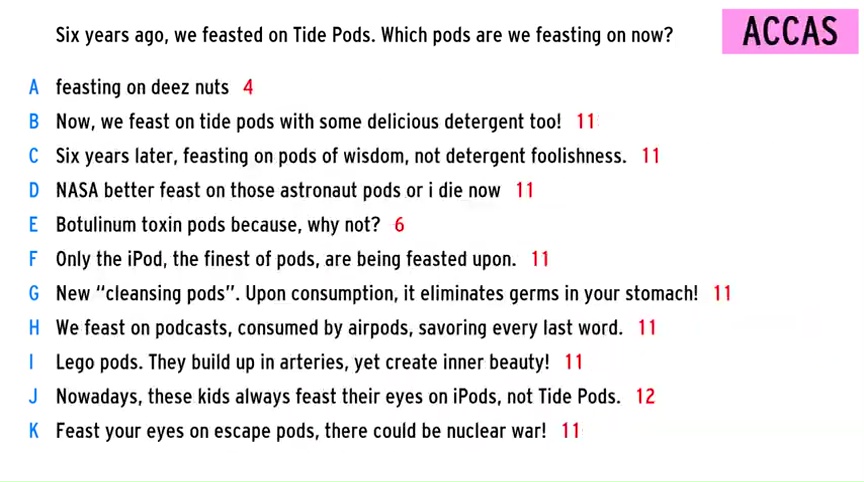 Six years ago, we feasted on Tide Pods. Which pods are we feasting on now?
ACCAS
A feasting on deez nuts 4
B Now, we feast on tide pods with some delicious detergent too! 11
C Six years later, feasting on pods of wisdom, not detergent foolishness. 11
D NASA better feast on those astronaut pods or i die now 11
E Botulinum toxin pods because, why not? 6
F Only the iPod, the finest of pods, are being feasted upon. 11
G New “cleansing pods”. Upon consumption, it eliminates germs in your stomach! 11
H We feast on podcasts, consumed by airpods, savoring every last word. 11
I Lego pods. They build up in arteries, yet create inner beauty! 11
J Nowadays, these kids always feast their eyes on iPods, not Tide Pods. 12
K Feast your eyes on escape pods, there could be nuclear war! 11